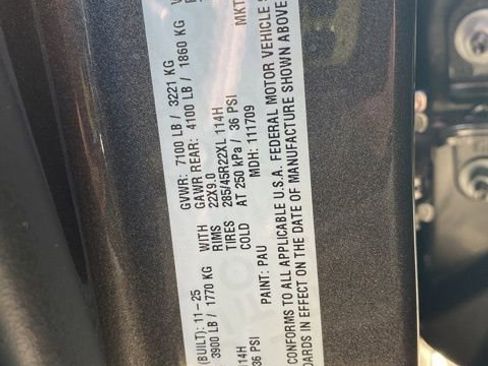 (BUILT): 11-25 GVWR: 7100 LB / 3221 KG
3900 LB / 1770 KG WITH GAWR REAR: 4100 LB / 1860 KG
RIMS 22X9.0
114H TIRES 285/45R22XL 114H
36 PSI COLD AT 250 kPa / 36 PSI
PAINT: PAU MDH: 111709 MKT
CONFORMS TO ALL APPLICABLE U.S.A. FEDERAL MOTOR VEHICLE S
DARDS IN EFFECT ON THE DATE OF MANUFACTURE SHOWN ABOVE